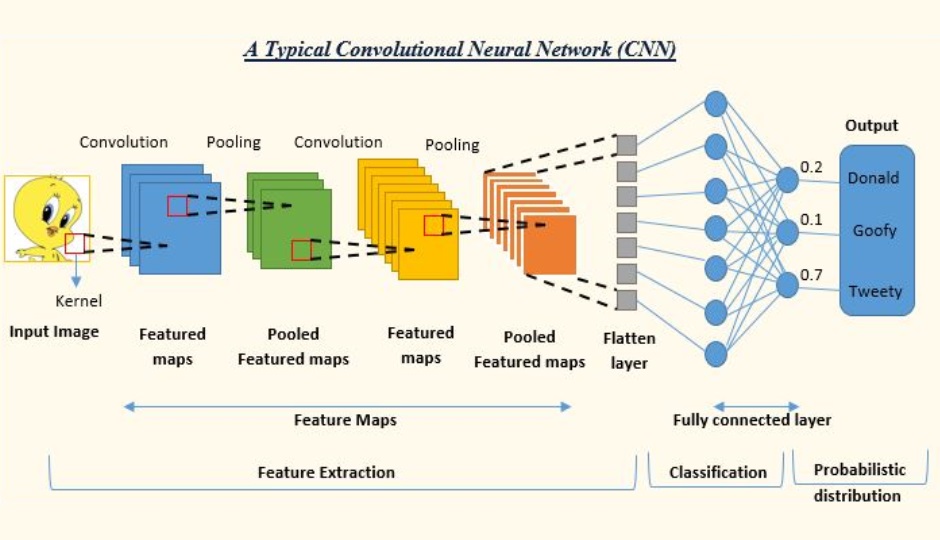 A Typical Convolutional Neural Network (CNN)
Convolution
Pooling
Convolution
Pooling
Output
0.2
Donald
0.1
Goofy
0.7
Tweety
Kernel
Input Image
Featured
maps
Pooled
Featured maps
Featured
maps
Pooled
Featured maps
Flatten
layer
Feature Maps
Fully connected layer
Feature Extraction
Classification
Probabilistic
distribution